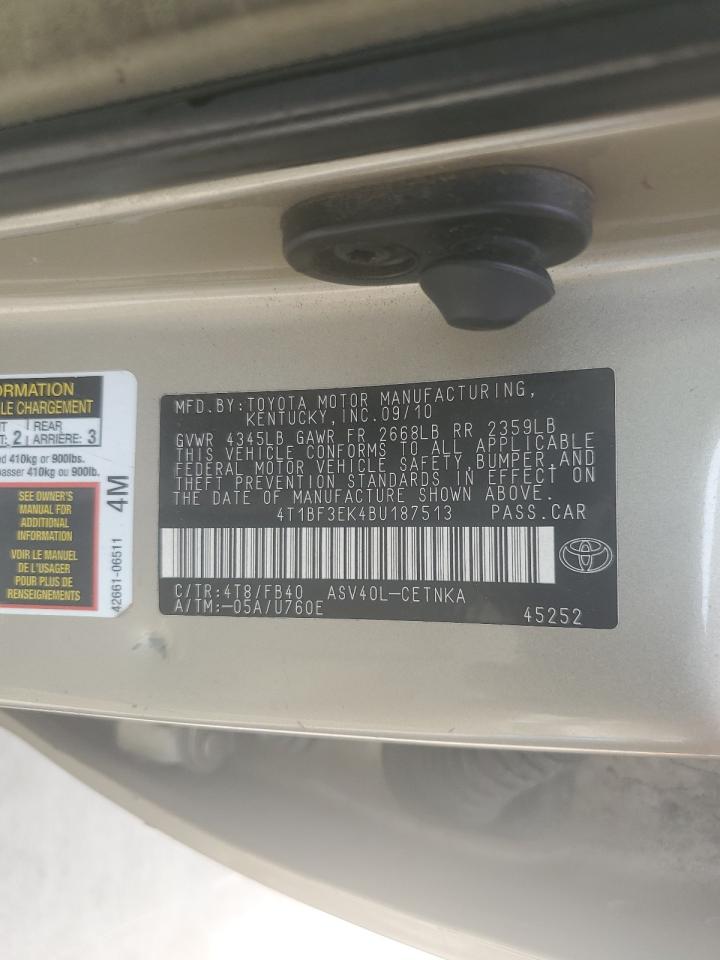 ORMATION
LE CHARGEMENT
REAR
2 ARRIÈRE: 3
410kg or 900lbs.
passer 410kg ou 900lb.
SEE OWNER'S
MANUAL FOR
ADDITIONAL
INFORMATION
VOIR LE MANUEL
DE L'USAGER
POUR PLUS DE
RENSEIGNEMENTS
4M
42661-06511
MFD.BY:TOYOTA MOTOR MANUFACTURING,
KENTUCKY,INC.09/10
GVWR 4345LB GAWR FR 2668LB RR 2359LB
THIS VEHICLE CONFORMS TO ALL APPLICABLE
FEDERAL MOTOR VEHICLE SAFETY,BUMPER,AND
THEFT PREVENTION STANDARDS IN EFFECT ON
THE DATE OF MANUFACTURE SHOWN ABOVE.
4T1BF3EK4BU187513 PASS.CAR
C/TR:4T8/FB40 ASV40L-CETNKA
A/TM:-05A/U760E 45252